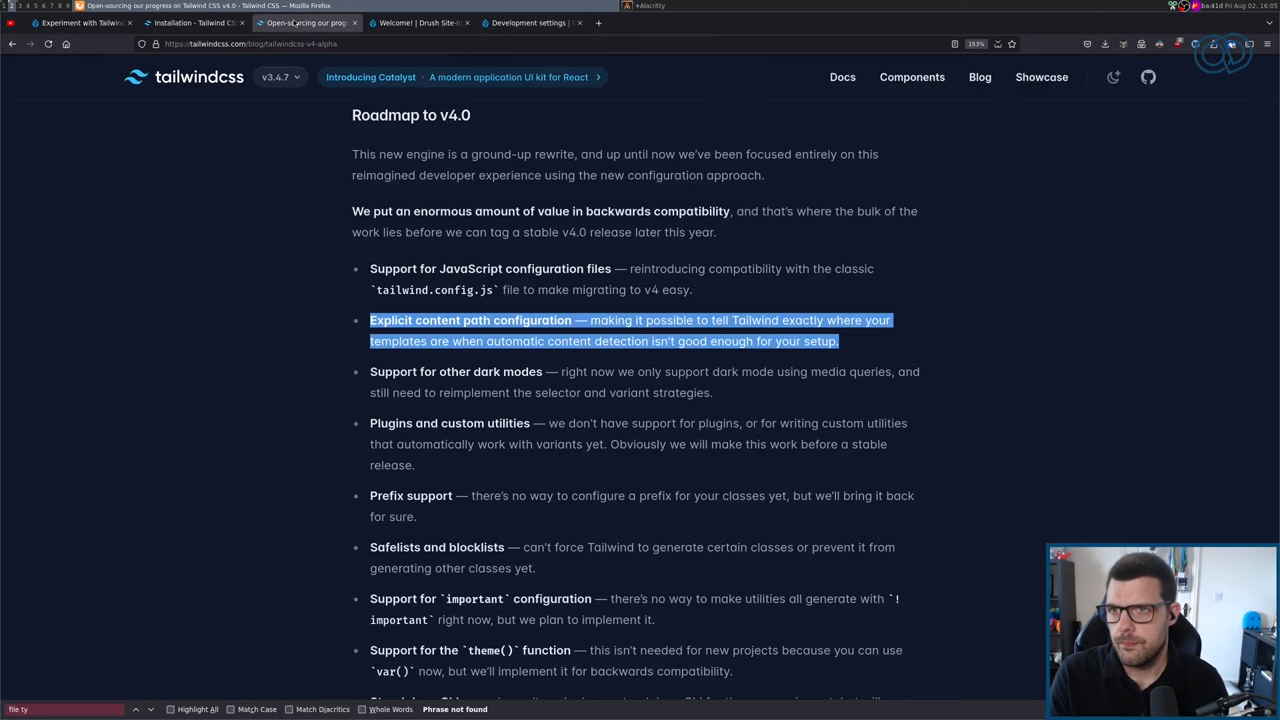 1 2 3 4 5 6 7 8 9
Open-sourcing our progress on Tailwind CSS v4.0 - Tailwind CSS — Mozilla Firefox
+Alacritty
ba:41d Fri Aug 02, 16:05
Experiment with Tailwind
Installation - Tailwind CSS
Open-sourcing our progr
Welcome! | Drush Site-In
Development settings |
https://tailwindcss.com/blog/tailwindcss-v4-alpha
153%
tailwindcss
v3.4.7
Introducing Catalyst · A modern application UI kit for React
Docs
Components
Blog
Showcase
Roadmap to v4.0
This new engine is a ground-up rewrite, and up until now we’ve been focused entirely on this
reimagined developer experience using the new configuration approach.
We put an enormous amount of value in backwards compatibility, and that’s where the bulk of the
work lies before we can tag a stable v4.0 release later this year.
• Support for JavaScript configuration files — reintroducing compatibility with the classic
`tailwind.config.js` file to make migrating to v4 easy.
• Explicit content path configuration — making it possible to tell Tailwind exactly where your
templates are when automatic content detection isn’t good enough for your setup.
• Support for other dark modes — right now we only support dark mode using media queries, and
still need to reimplement the selector and variant strategies.
• Plugins and custom utilities — we don’t have support for plugins, or for writing custom utilities
that automatically work with variants yet. Obviously we will make this work before a stable
release.
• Prefix support — there’s no way to configure a prefix for your classes yet, but we’ll bring it back
for sure.
• Safelists and blocklists — can’t force Tailwind to generate certain classes or prevent it from
generating other classes yet.
• Support for `important` configuration — there’s no way to make utilities all generate with `!
important` right now, but we plan to implement it.
• Support for the `theme()` function — this isn’t needed for new projects because you can use
`var()` now, but we’ll implement it for backwards compatibility.
file ty
Highlight All
Match Case
Match Diacritics
Whole Words
Phrase not found